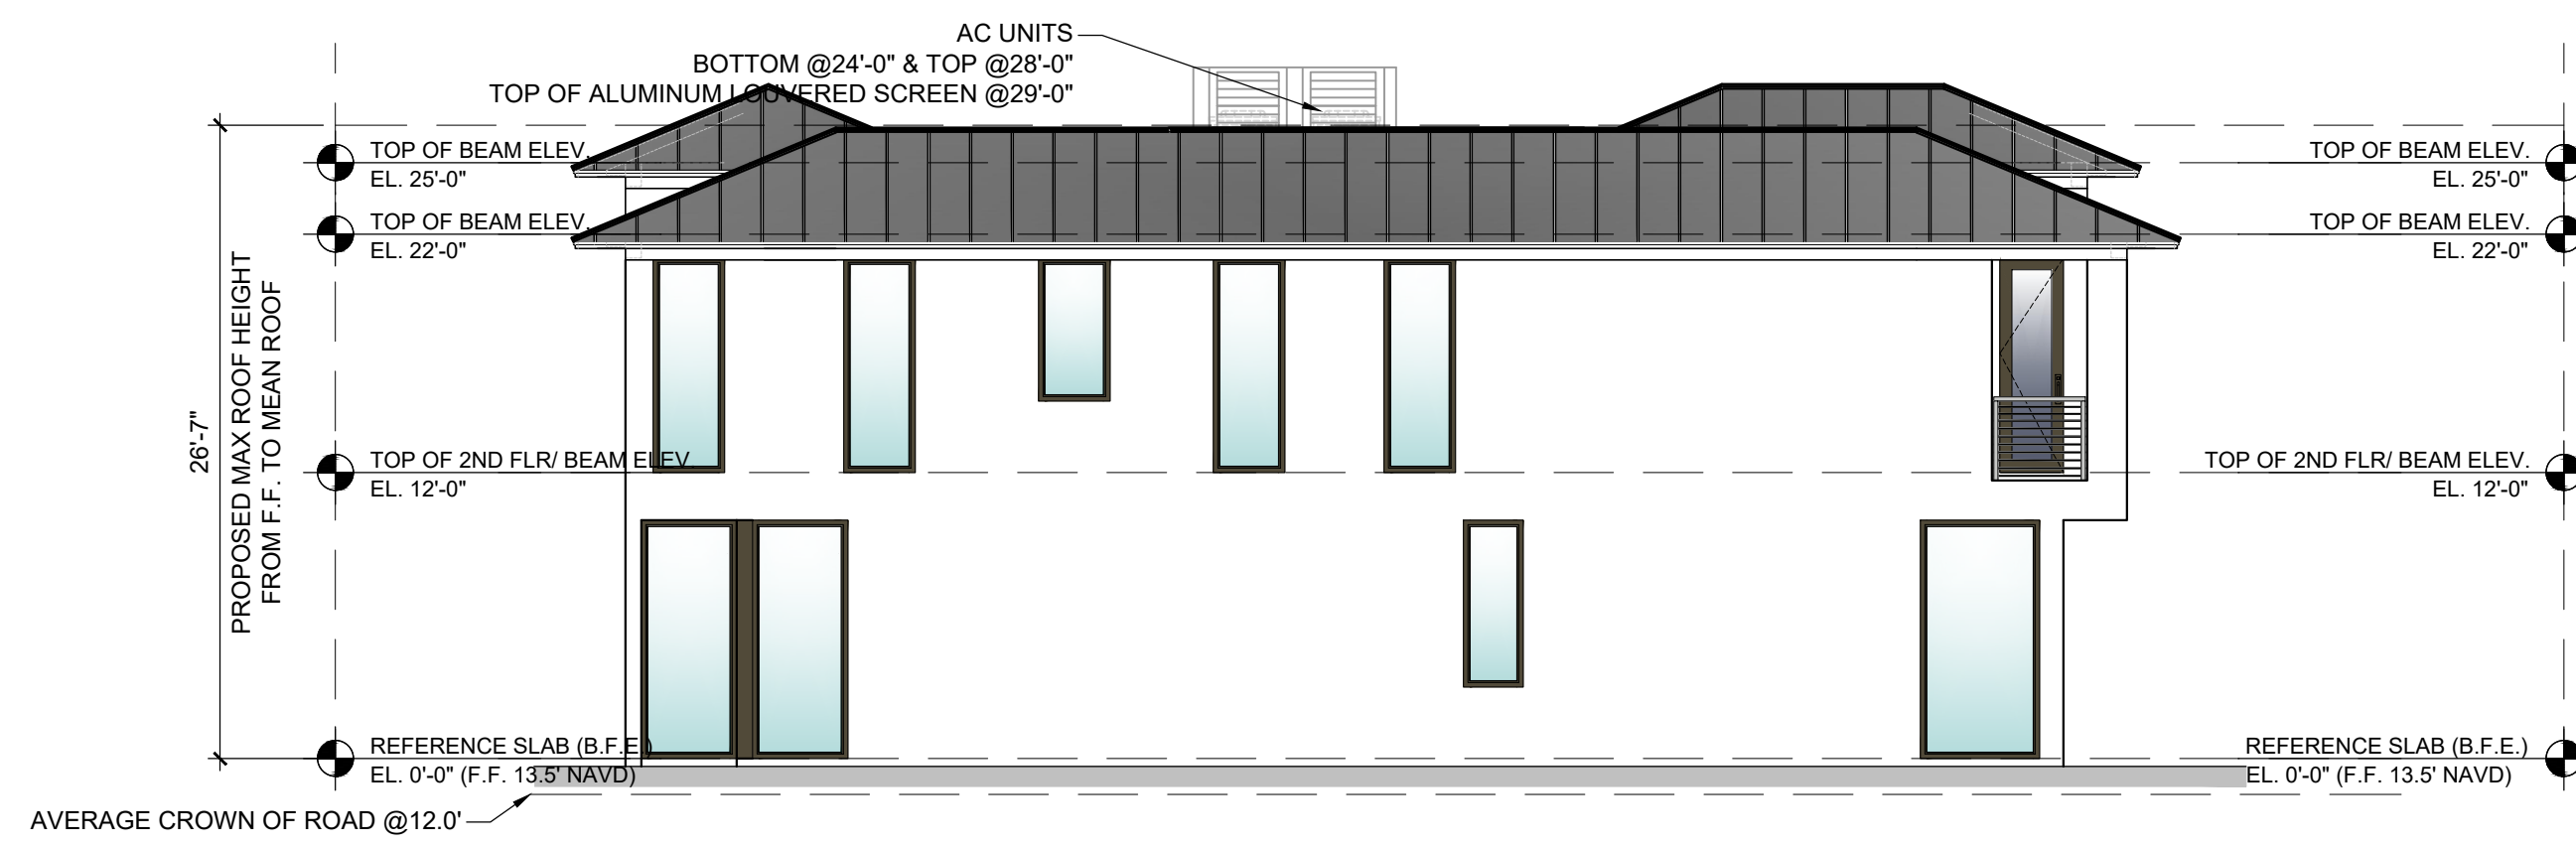 AC UNITS
BOTTOM @24'-0" & TOP @28'-0"
TOP OF ALUMINUM LOUVERED SCREEN @29'-0"
TOP OF BEAM ELEV.
EL. 25'-0"
TOP OF BEAM ELEV.
EL. 22'-0"
26'-7"
PROPOSED MAX ROOF HEIGHT
FROM F.F. TO MEAN ROOF
TOP OF 2ND FLR/ BEAM ELEV.
EL. 12'-0"
REFERENCE SLAB (B.F.E.)
EL. 0'-0" (F.F. 13.5' NAVD)
AVERAGE CROWN OF ROAD @12.0'
TOP OF BEAM ELEV.
EL. 25'-0"
TOP OF BEAM ELEV.
EL. 22'-0"
TOP OF 2ND FLR/ BEAM ELEV.
EL. 12'-0"
REFERENCE SLAB (B.F.E.)
EL. 0'-0" (F.F. 13.5' NAVD)